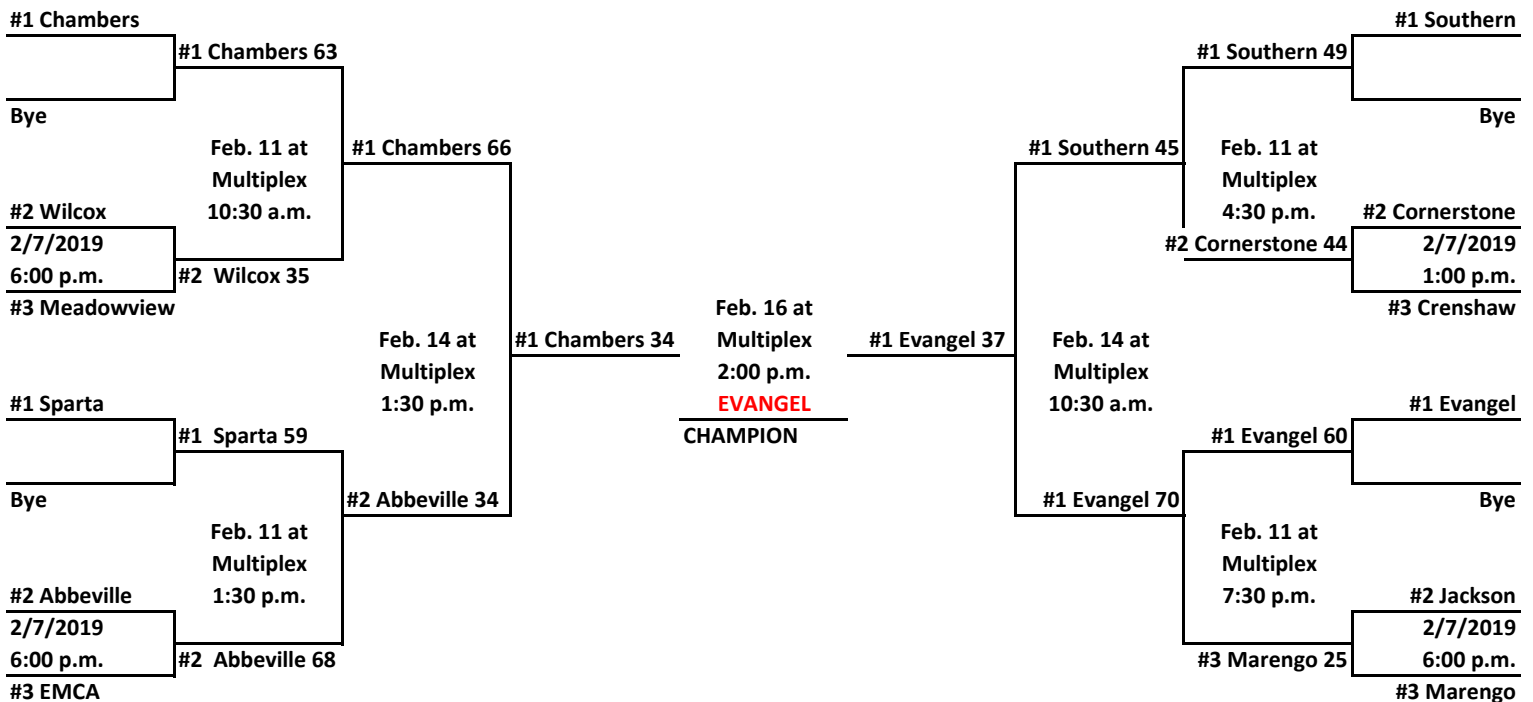 #1 Chambers
#1 Chambers 63
Bye
Feb. 11 at
Multiplex
10:30 a.m.
#1 Chambers 66
#2 Wilcox
2/7/2019
6:00 p.m.
#3 Meadowview
#2 Wilcox 35
Feb. 14 at
Multiplex
1:30 p.m.
#1 Chambers 34
#1 Sparta
#1 Sparta 59
Bye
Feb. 11 at
Multiplex
1:30 p.m.
#2 Abbeville 34
#2 Abbeville
2/7/2019
6:00 p.m.
#3 EMCA
#2 Abbeville 68
Feb. 16 at
Multiplex
2:00 p.m.
EVANGEL
CHAMPION
#1 Evangel 37
#1 Southern
#1 Southern 49
Bye
#1 Southern 45
Feb. 11 at
Multiplex
4:30 p.m.
#2 Cornerstone
#2 Cornerstone 44
2/7/2019
1:00 p.m.
#3 Crenshaw
Feb. 14 at
Multiplex
10:30 a.m.
#1 Evangel
#1 Evangel 60
Bye
#1 Evangel 70
Feb. 11 at
Multiplex
7:30 p.m.
#2 Jackson
2/7/2019
6:00 p.m.
#3 Marengo 25
#3 Marengo